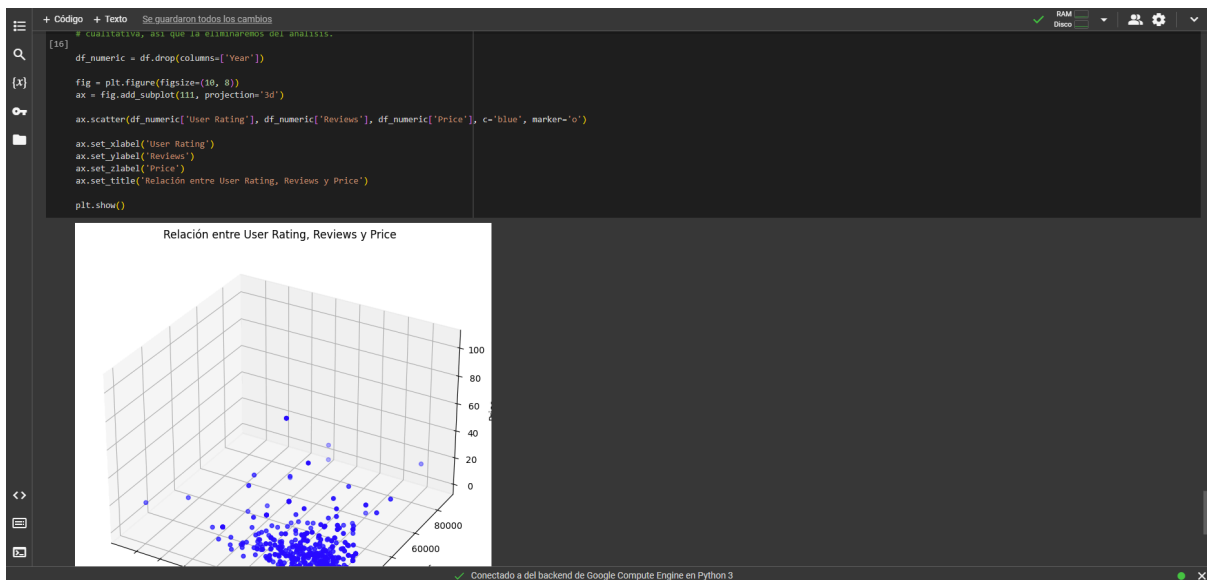 + Código + Texto Se guardaron todos los cambios
RAM
Disco
# cualitativa, así que la eliminaremos del análisis.
[16]
{x}
df_numeric = df.drop(columns=['Year'])
fig = plt.figure(figsize=(10, 8))
ax = fig.add_subplot(111, projection='3d')
ax.scatter(df_numeric['User Rating'], df_numeric['Reviews'], df_numeric['Price'], c='blue', marker='o')
ax.set_xlabel('User Rating')
ax.set_ylabel('Reviews')
ax.set_zlabel('Price')
ax.set_title('Relación entre User Rating, Reviews y Price')
plt.show()
Relación entre User Rating, Reviews y Price
100
80
60
40
20
0
80000
60000
Conectado a del backend de Google Compute Engine en Python 3